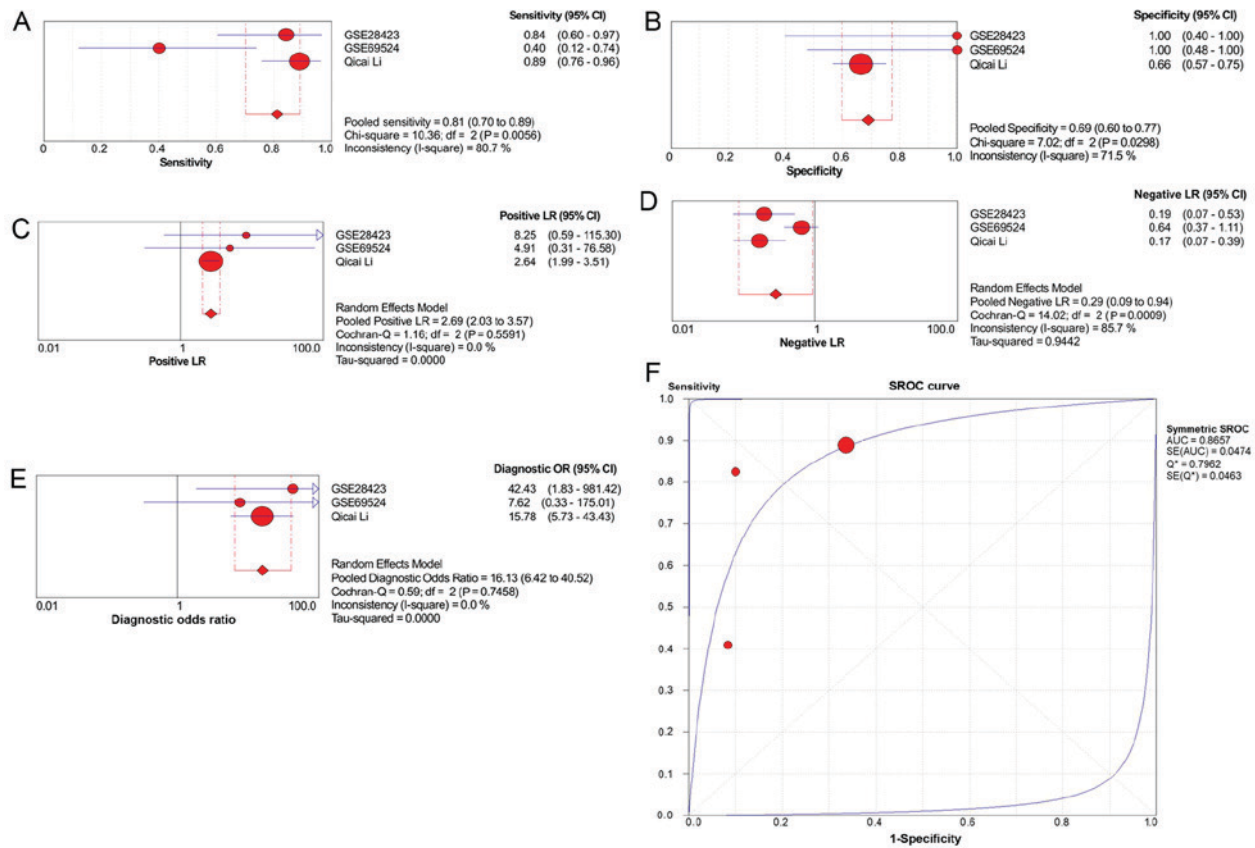 A
Sensitivity (95% CI)
GSE28423 0.84 (0.60 - 0.97)
GSE69524 0.40 (0.12 - 0.74)
Qicai Li 0.89 (0.76 - 0.96)
Pooled sensitivity = 0.81 (0.70 to 0.89)
Chi-square = 10.36; df = 2 (P = 0.0056)
Inconsistency (I-square) = 80.7 %
0 0.2 0.4 0.6 0.8 1
Sensitivity
B
Specificity (95% CI)
GSE28423 1.00 (0.40 - 1.00)
GSE69524 1.00 (0.48 - 1.00)
Qicai Li 0.66 (0.57 - 0.75)
Pooled Specificity = 0.69 (0.60 to 0.77)
Chi-square = 7.02; df = 2 (P = 0.0298)
Inconsistency (I-square) = 71.5 %
0 0.2 0.4 0.6 0.8 1.0
Specificity
C
Positive LR (95% CI)
GSE28423 8.25 (0.59 - 115.30)
GSE69524 4.91 (0.31 - 76.58)
Qicai Li 2.64 (1.99 - 3.51)
Random Effects Model
Pooled Positive LR = 2.69 (2.03 to 3.57)
Cochran-Q = 1.16; df = 2 (P = 0.5591)
Inconsistency (I-square) = 0.0 %
Tau-squared = 0.0000
0.01 1 100.0
Positive LR
D
Negative LR (95% CI)
GSE28423 0.19 (0.07 - 0.53)
GSE69524 0.64 (0.37 - 1.11)
Qicai Li 0.17 (0.07 - 0.39)
Random Effects Model
Pooled Negative LR = 0.29 (0.09 to 0.94)
Cochran-Q = 14.02; df = 2 (P = 0.0009)
Inconsistency (I-square) = 85.7 %
Tau-squared = 0.9442
0.01 1 100.0
Negative LR
E
Diagnostic OR (95% CI)
GSE28423 42.43 (1.83 - 981.42)
GSE69524 7.62 (0.33 - 175.01)
Qicai Li 15.78 (5.73 - 43.43)
Random Effects Model
Pooled Diagnostic Odds Ratio = 16.13 (6.42 to 40.52)
Cochran-Q = 0.59; df = 2 (P = 0.7458)
Inconsistency (I-square) = 0.0 %
Tau-squared = 0.0000
0.01 1 100.0
Diagnostic odds ratio
F
Sensitivity
SROC curve
1.0
0.9
0.8
0.7
0.6
0.5
0.4
0.3
0.2
0.1
0.0
0.0 0.2 0.4 0.6 0.8 1.0
1-Specificity
Symmetric SROC
AUC = 0.8657
SE(AUC) = 0.0474
Q* = 0.7962
SE(Q*) = 0.0463